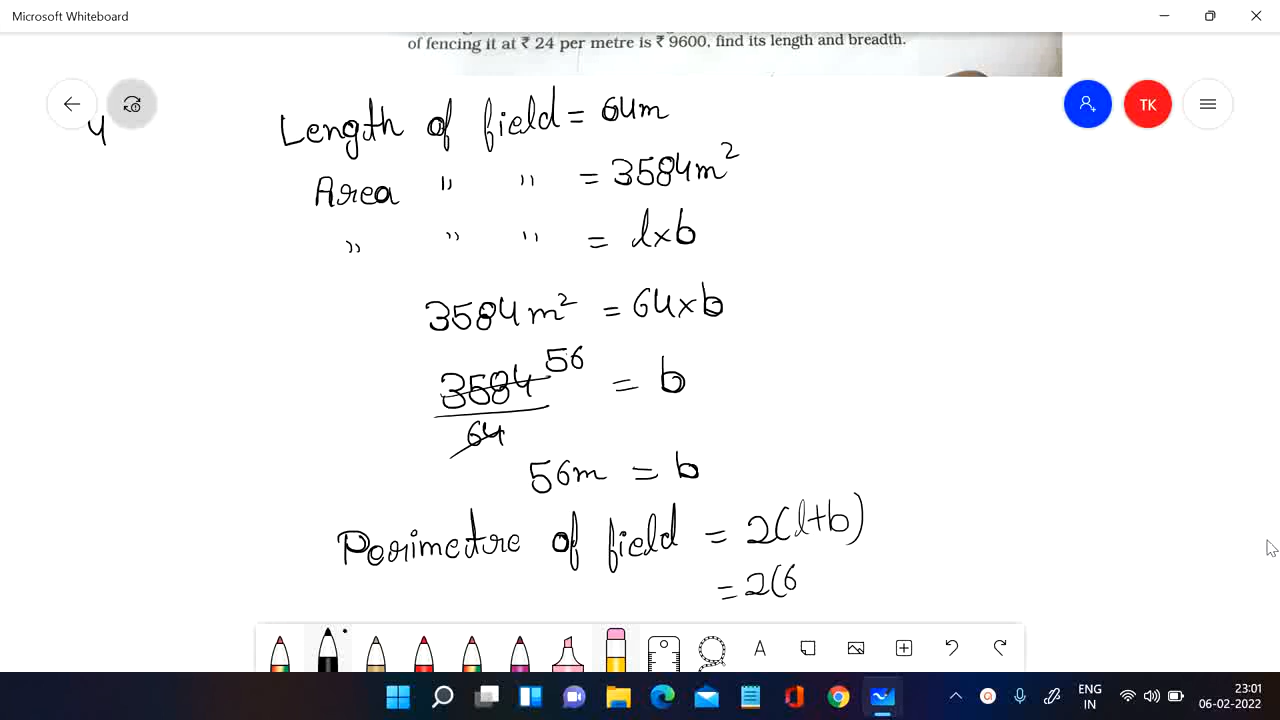 Microsoft Whiteboard
of fencing it at ₹ 24 per metre is ₹ 9600, find its length and breadth.
TK
4
Length of field = 64m
Area " " = 3584m²
" " " = l×b
3584m² = 64×b
3584 56 = b
64
56m = b
Perimetre of field = 2(l+b)
= 2(6
A
ENG
IN
23:01
06-02-2022